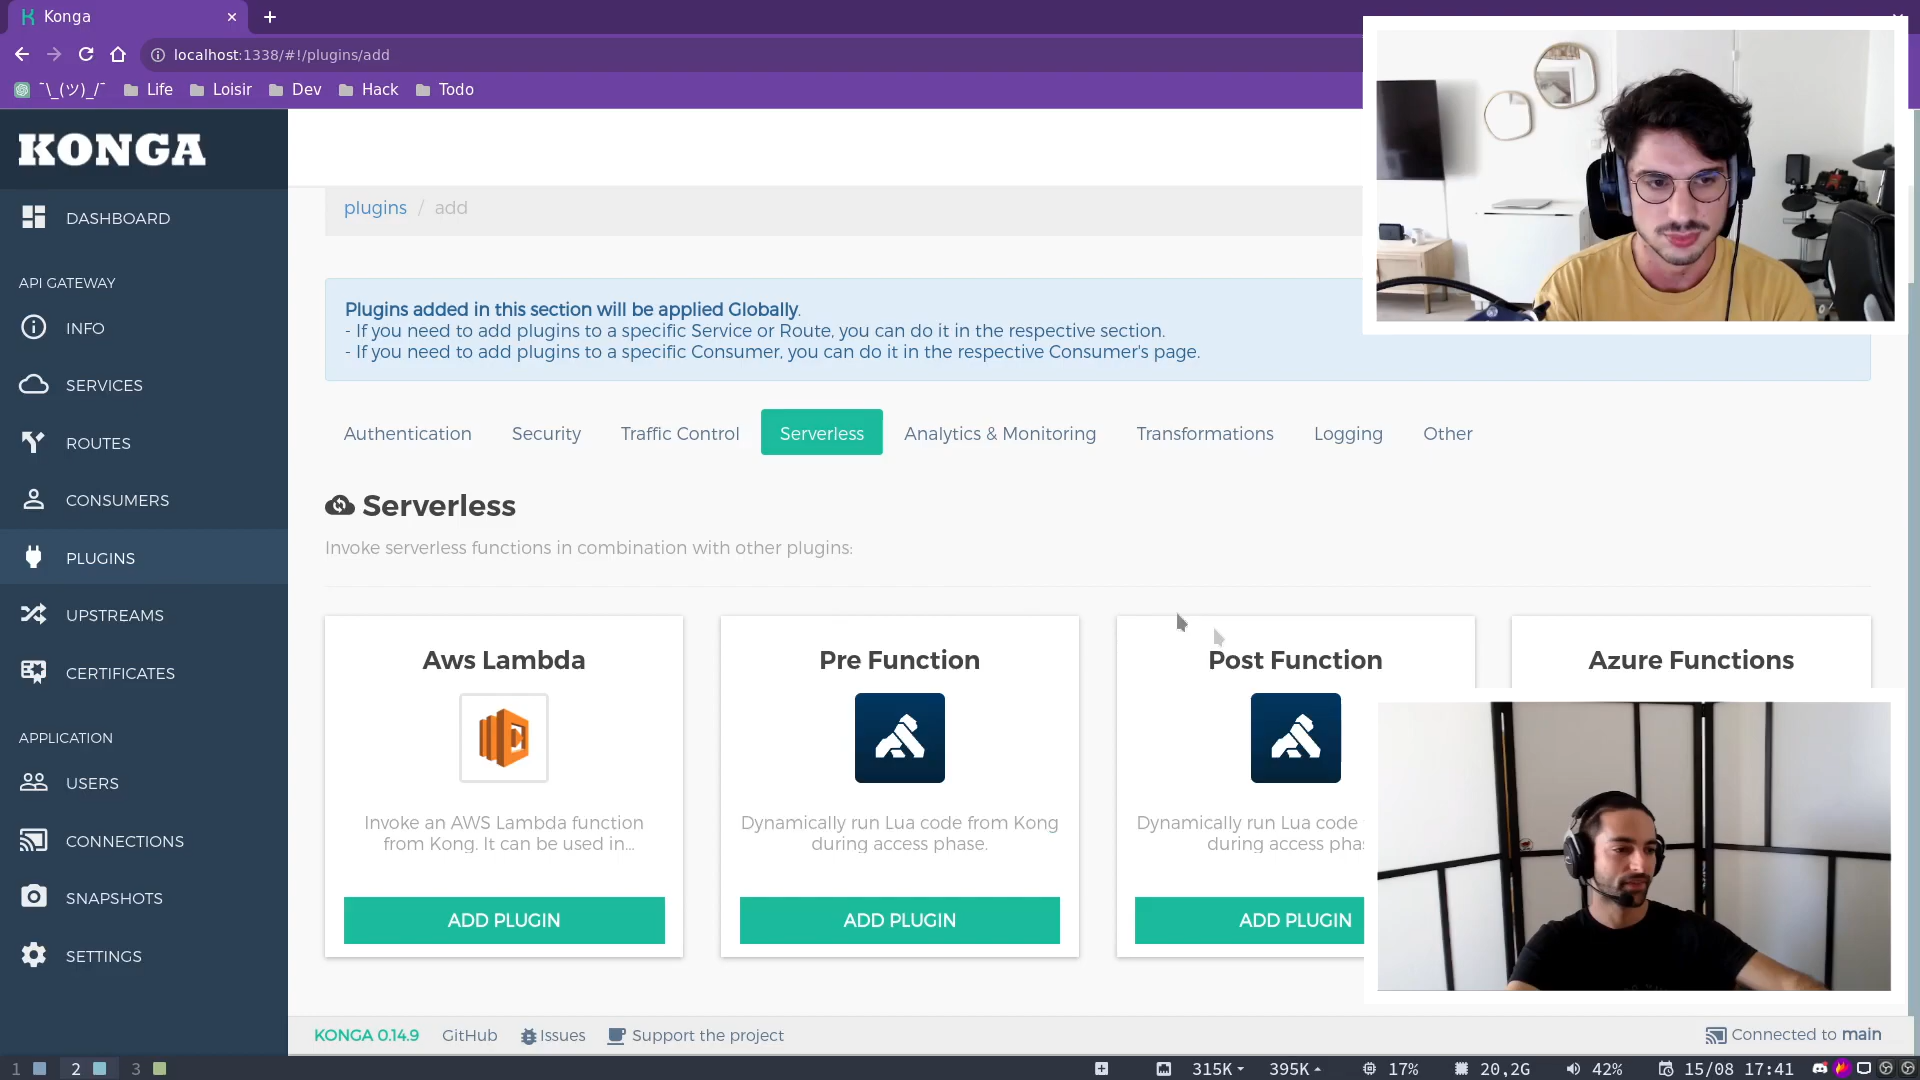 Konga
localhost:1338/#!/plugins/add
¯\_(ツ)_/¯ Life Loisir Dev Hack Todo
KONGA
DASHBOARD
API GATEWAY
INFO
SERVICES
ROUTES
CONSUMERS
PLUGINS
UPSTREAMS
CERTIFICATES
APPLICATION
USERS
CONNECTIONS
SNAPSHOTS
SETTINGS
plugins / add
Plugins added in this section will be applied Globally.
- If you need to add plugins to a specific Service or Route, you can do it in the respective section.
- If you need to add plugins to a specific Consumer, you can do it in the respective Consumer's page.
Authentication Security Traffic Control Serverless Analytics & Monitoring Transformations Logging Other
Serverless
Invoke serverless functions in combination with other plugins:
Aws Lambda
Invoke an AWS Lambda function
from Kong. It can be used in...
ADD PLUGIN
Pre Function
Dynamically run Lua code from Kong
during access phase.
ADD PLUGIN
Post Function
Dynamically run Lua code
during access
ADD PLUGIN
Azure Functions
KONGA 0.14.9 GitHub Issues Support the project Connected to main
1 2 3 315K 395K 17% 20,2G 42% 15/08 17:41